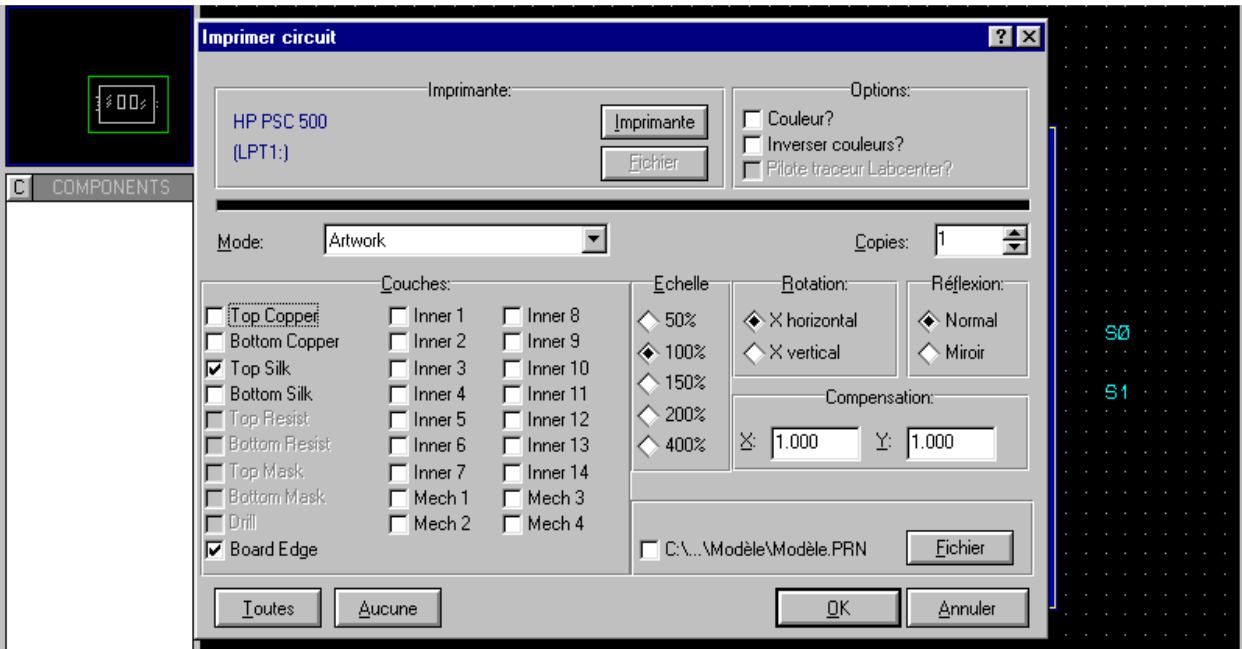 Imprimer circuit
Imprimante:
Options:
HP PSC 500
Imprimante
Couleur?
(LPT1:)
Fichier
Inverser couleurs?
Pilote traceur Labcenter?
C COMPONENTS
Mode: Artwork
Copies: 1
Couches:
Echelle
Rotation:
Réflexion:
Top Copper Inner 1 Inner 8
Bottom Copper Inner 2 Inner 9
Top Silk Inner 3 Inner 10
Bottom Silk Inner 4 Inner 11
Top Resist Inner 5 Inner 12
Bottom Resist Inner 6 Inner 13
Top Mask Inner 7 Inner 14
Bottom Mask Mech 1 Mech 3
Drill Mech 2 Mech 4
Board Edge
50%
100%
150%
200%
400%
X horizontal
X vertical
Normal
Miroir
Compensation:
X: 1.000 Y: 1.000
C:\...\Modèle\Modèle.PRN Fichier
Toutes Aucune OK Annuler
S0
S1